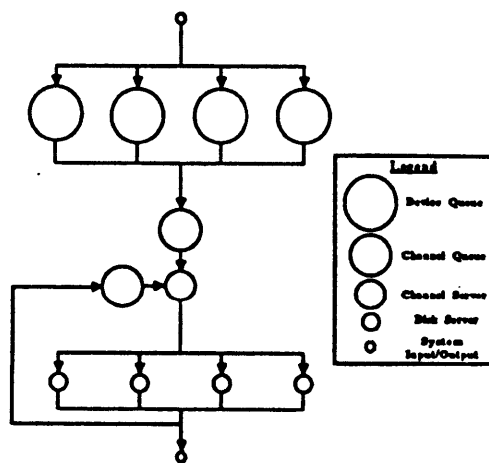 Legend
Device Queue
Channel Queue
Channel Server
Disk Server
System
Input/Output